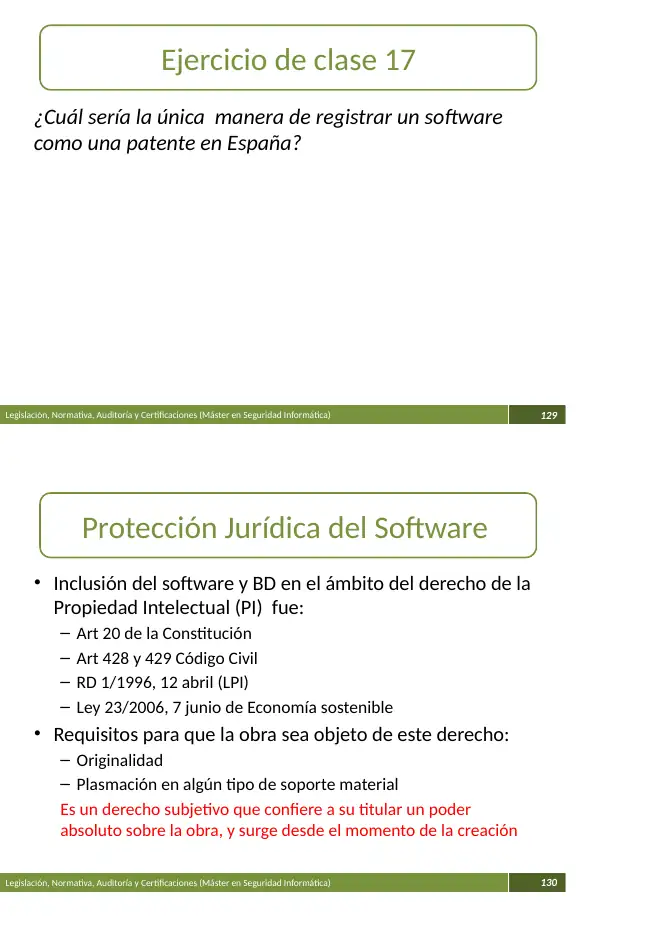 Ejercicio de clase 17
¿Cuál sería la única  manera de registrar un software
como una patente en España?
Legislación, Normativa, Auditoría y Certificaciones (Máster en Seguridad Informática)
129
Protección Jurídica del Software
• Inclusión del software y BD en el ámbito del derecho de la
Propiedad Intelectual (PI)  fue:
– Art 20 de la Constitución
– Art 428 y 429 Código Civil
– RD 1/1996, 12 abril (LPI)
– Ley 23/2006, 7 junio de Economía sostenible
• Requisitos para que la obra sea objeto de este derecho:
– Originalidad
– Plasmación en algún tipo de soporte material
Es un derecho subjetivo que confiere a su titular un poder
absoluto sobre la obra, y surge desde el momento de la creación
Legislación, Normativa, Auditoría y Certificaciones (Máster en Seguridad Informática)
130